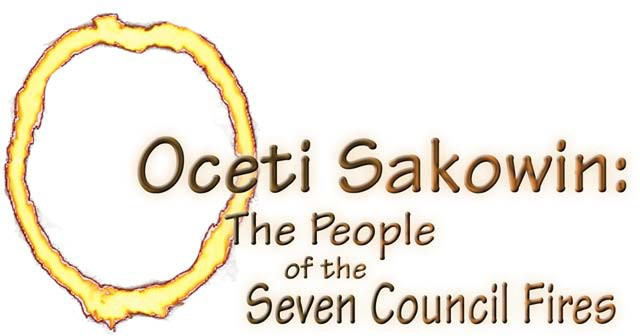 Oceti Sakowin:
The People
of the
Seven Council Fires